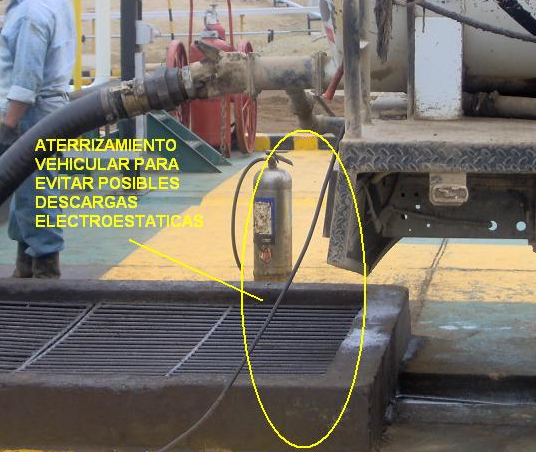 ATERRIZAMIENTO
VEHICULAR PARA
EVITAR POSIBLES
DESCARGAS
ELECTROESTATICAS